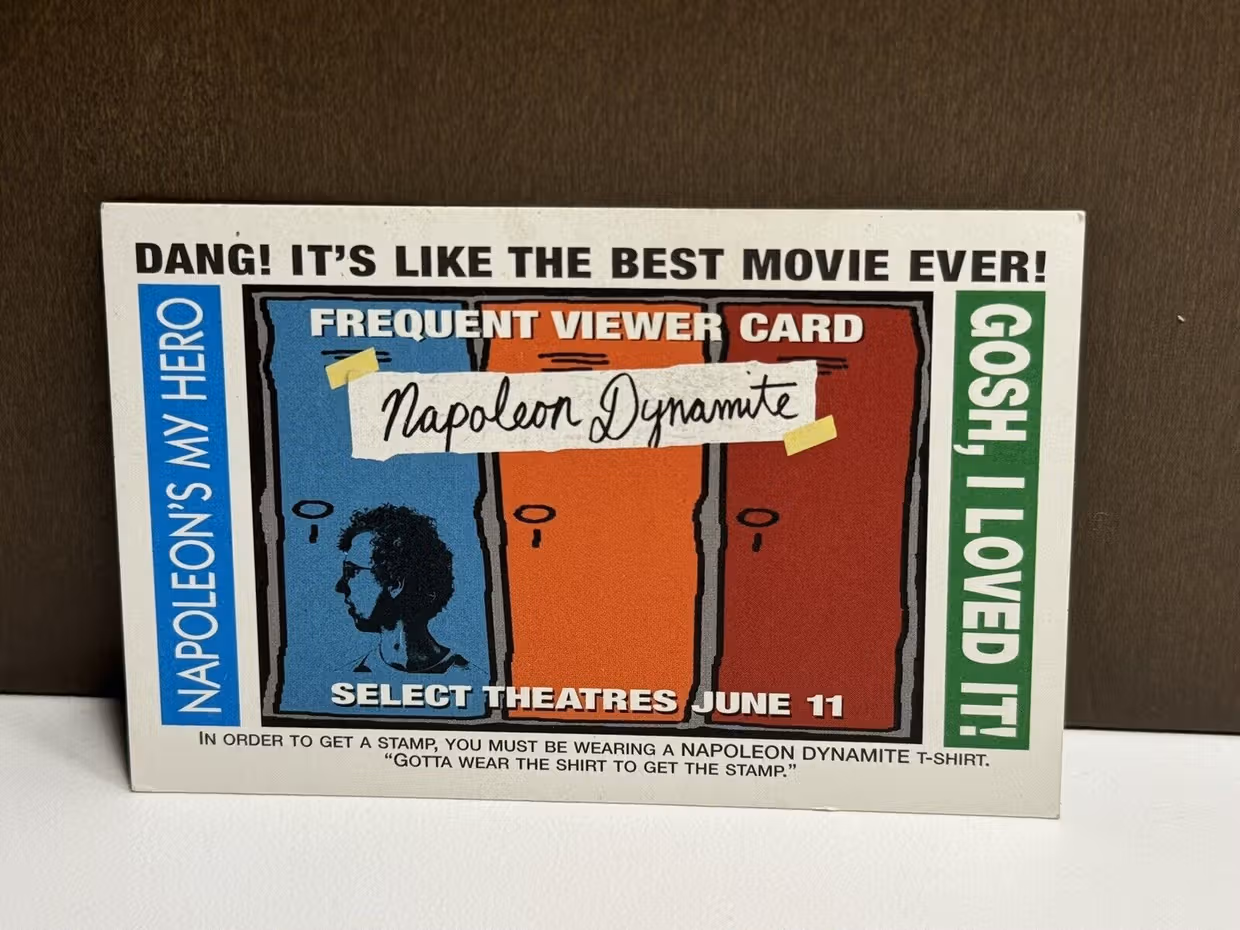 DANG! IT'S LIKE THE BEST MOVIE EVER!
NAPOLEON'S MY HERO
FREQUENT VIEWER CARD
Napoleon Dynamite
SELECT THEATRES JUNE 11
GOSH, I LOVED IT!
IN ORDER TO GET A STAMP, YOU MUST BE WEARING A NAPOLEON DYNAMITE T-SHIRT.
"GOTTA WEAR THE SHIRT TO GET THE STAMP."